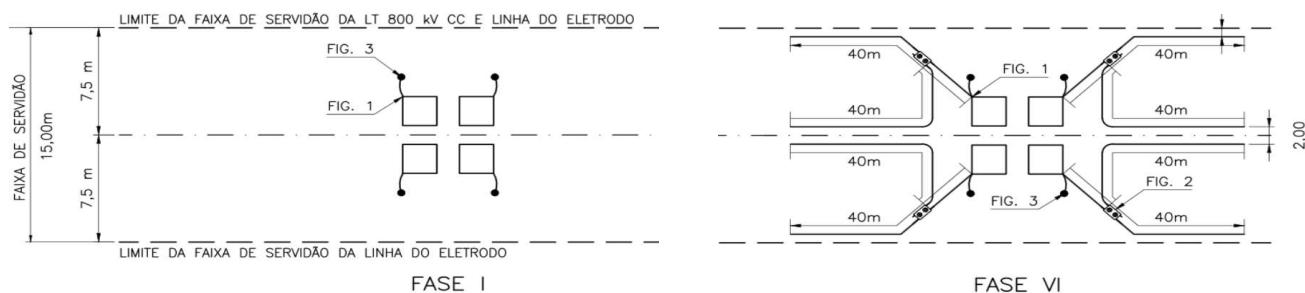 LIMITE DA FAIXA DE SERVIDÃO DA LT 800 kV CC E LINHA DO ELETRODO
FIG. 3
FIG. 1
FAIXA DE SERVIDÃO
15,00m
7,5 m
7,5 m
LIMITE DA FAIXA DE SERVIDÃO DA LINHA DO ELETRODO
FASE I
40m
40m
FIG. 1
40m
40m
2,00
40m
40m
FIG. 3
FIG. 2
40m
40m
FASE VI